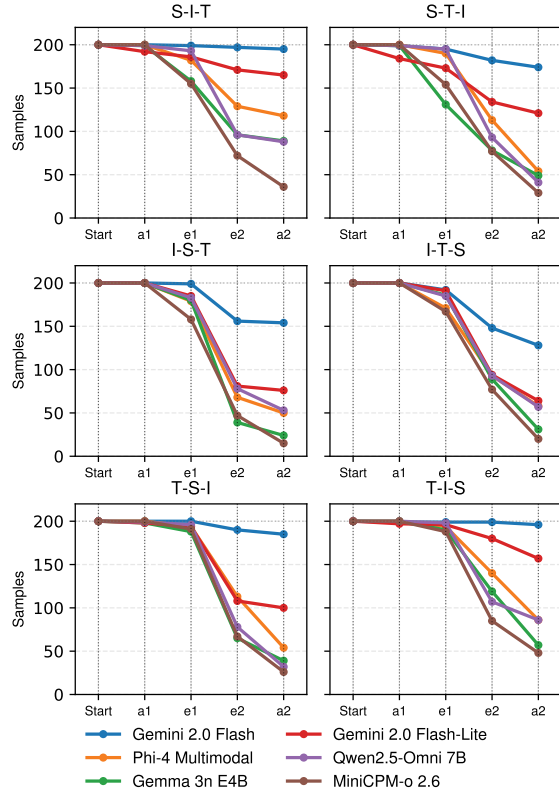 S-I-T
S-T-I
Samples
200
150
100
50
0
Start a1 e1 e2 a2
Start a1 e1 e2 a2
I-S-T
I-T-S
Samples
200
150
100
50
0
Start a1 e1 e2 a2
Start a1 e1 e2 a2
T-S-I
T-I-S
Samples
200
150
100
50
0
Start a1 e1 e2 a2
Start a1 e1 e2 a2
Gemini 2.0 Flash
Phi-4 Multimodal
Gemma 3n E4B
Gemini 2.0 Flash-Lite
Qwen2.5-Omni 7B
MiniCPM-o 2.6